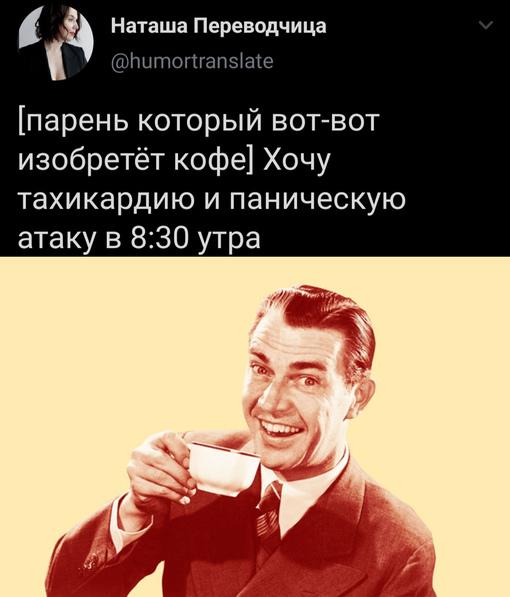 Наташа Переводчица
@humortranslate
[парень который вот-вот
изобретёт кофе] Хочу
тахикардию и паническую
атаку в 8:30 утра